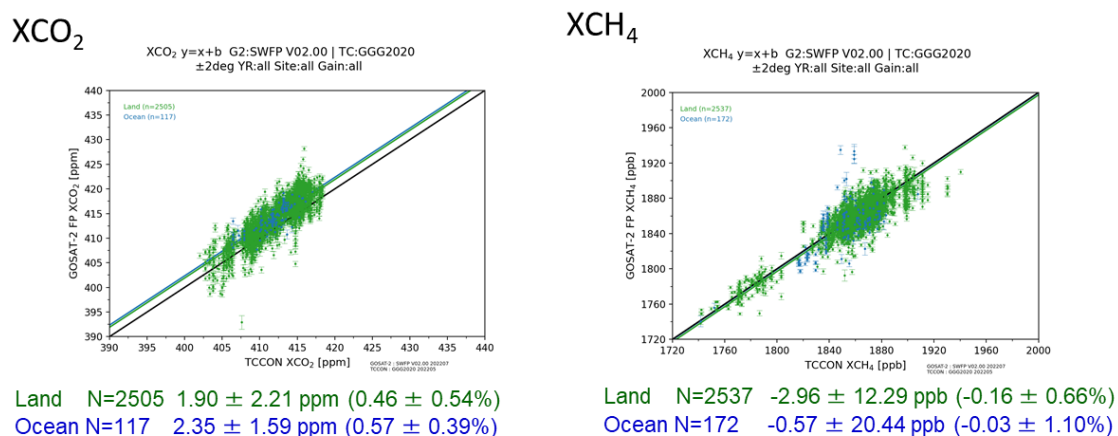 XCO₂
XCO₂ y=x+b G2:SWFP V02.00 | TC:GGG2020
±2deg YR:all Site:all Gain:all
Land (n=2505)
Ocean (n=117)
440
435
430
425
420
415
410
405
400
395
390
GOSAT-2 FP XCO₂ [ppm]
390 395 400 405 410 415 420 425 430 435 440
TCCON XCO₂ [ppm]
GOSAT-2 : SWFP V02.00 202207
TCCON : GGG2020 202205
Land N=2505 1.90 ± 2.21 ppm (0.46 ± 0.54%)
Ocean N=117 2.35 ± 1.59 ppm (0.57 ± 0.39%)
XCH₄
XCH₄ y=x+b G2:SWFP V02.00 | TC:GGG2020
±2deg YR:all Site:all Gain:all
Land (n=2537)
Ocean (n=172)
2000
1960
1920
1880
1840
1800
1760
1720
GOSAT-2 FP XCH₄ [ppb]
1720 1760 1800 1840 1880 1920 1960 2000
TCCON XCH₄ [ppb]
GOSAT-2 : SWFP V02.00 202207
TCCON : GGG2020 202205
Land N=2537 -2.96 ± 12.29 ppb (-0.16 ± 0.66%)
Ocean N=172 -0.57 ± 20.44 ppb (-0.03 ± 1.10%)